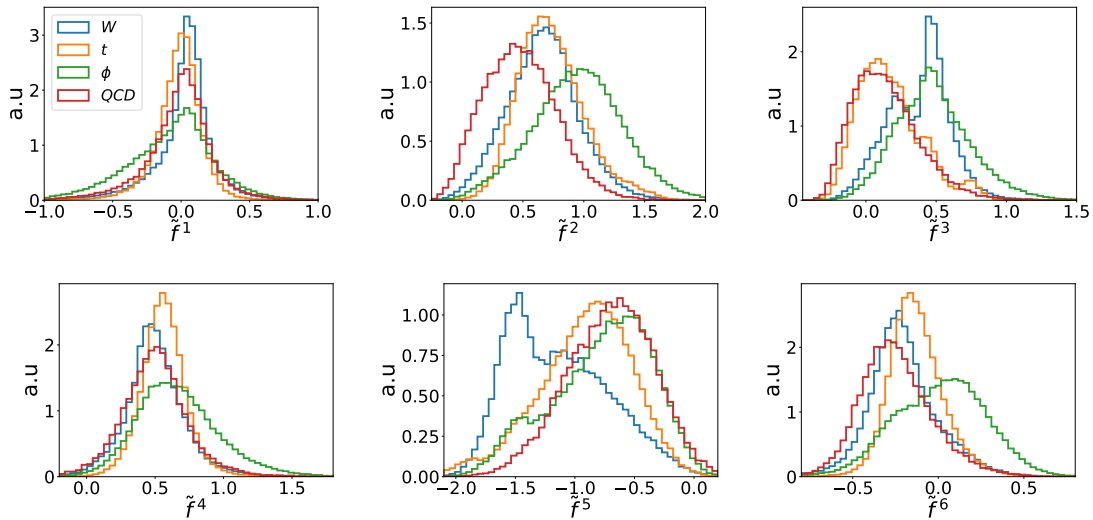 a.u
3
2
1
0
W
t
ϕ
QCD
−1.0 −0.5 0.0 0.5 1.0
f̃¹
a.u
1.5
1.0
0.5
0.0
0.0 0.5 1.0 1.5 2.0
f̃²
a.u
2
1
0
0.0 0.5 1.0 1.5
f̃³
a.u
2
1
0
0.0 0.5 1.0 1.5
f̃⁴
a.u
1.00
0.75
0.50
0.25
0.00
−2.0 −1.5 −1.0 −0.5 0.0
f̃⁵
a.u
2
1
0
−0.5 0.0 0.5
f̃⁶